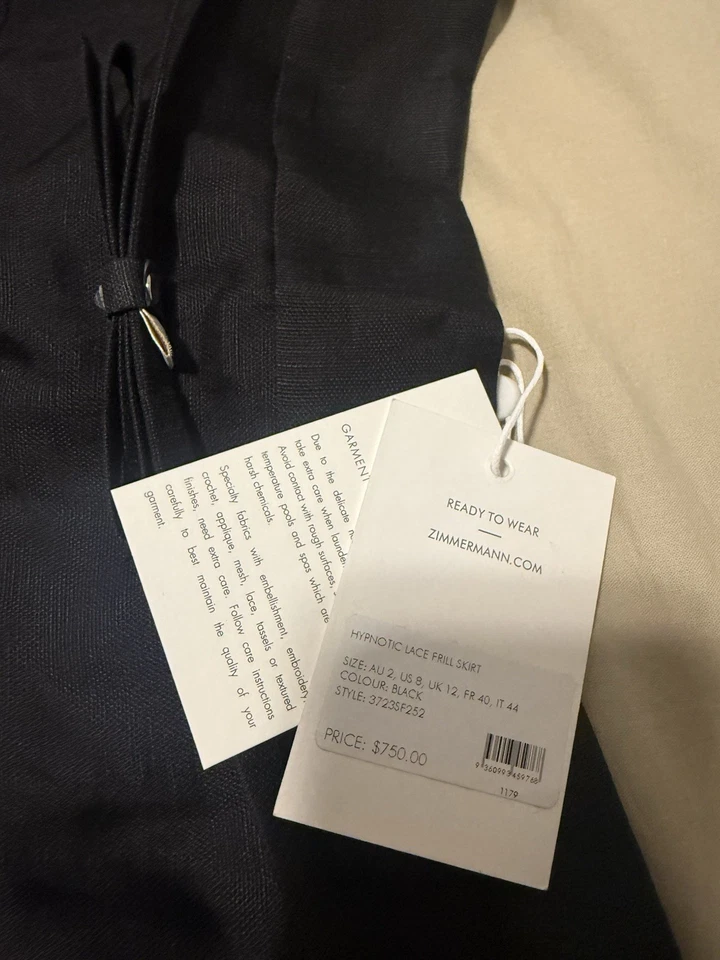 READY TO WEAR
ZIMMERMANN.COM
HYPNOTIC LACE FRILL SKIRT
SIZE: AU 2, US 8, UK 12, FR 40, IT 44
COLOUR: BLACK
STYLE: 3723SF252
PRICE: $750.00
1179
GARMENT
Due to the delicate
take extra care when
Avoid contact with rough surfaces,
temperature pools and spas which are
harsh chemicals.
Specialty fabrics with embellishment, embroidery,
crochet, applique, mesh, lace, tassels or textured
finishes, need extra care. Follow care instructions
carefully to best maintain the quality of your
garment.